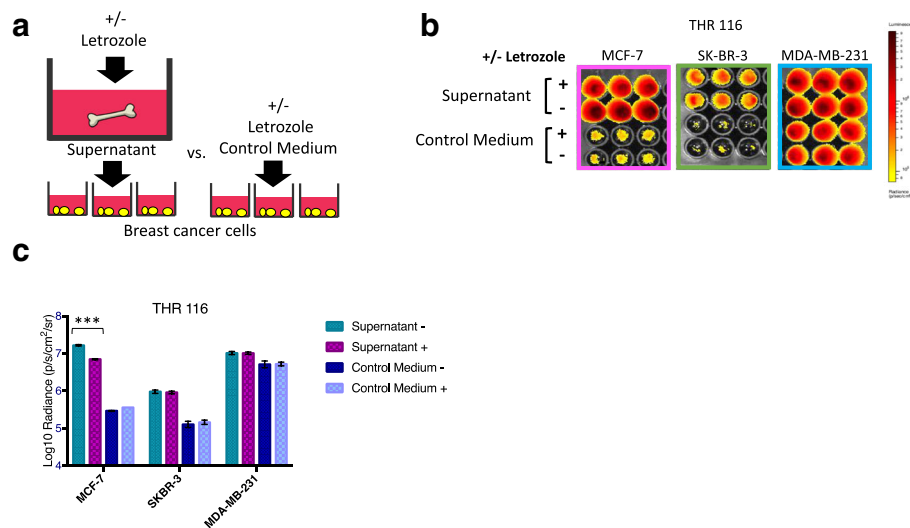 a
+/-
Letrozole
Supernatant
vs.
+/-
Letrozole
Control Medium
Breast cancer cells
b
THR 116
+/- Letrozole
MCF-7
SK-BR-3
MDA-MB-231
Supernatant
+
-
Control Medium
+
-
c
THR 116
***
Log10 Radiance (p/s/cm²/sr)
8
7
6
5
4
MCF-7
SKBR-3
MDA-MB-231
Supernatant -
Supernatant +
Control Medium -
Control Medium +